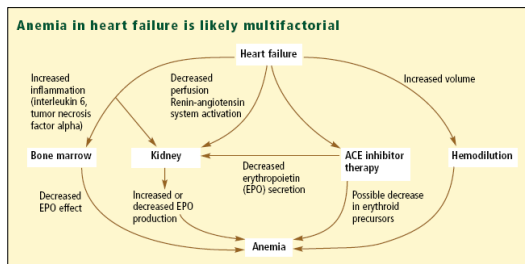 Anemia in heart failure is likely multifactorial
Heart failure
Increased
inflammation
(interleukin 6,
tumor necrosis
factor alpha)
Decreased
perfusion
Renin-angiotensin
system activation
Increased volume
Bone marrow
Kidney
ACE inhibitor
therapy
Hemodilution
Decreased
erythropoietin
(EPO) secretion
Decreased
EPO effect
Increased or
decreased EPO
production
Possible decrease
in erythroid
precursors
Anemia